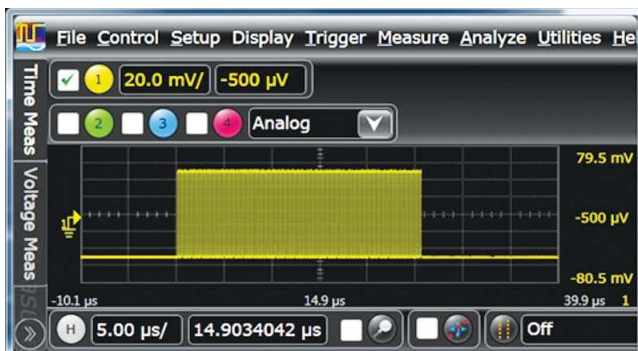 File Control Setup Display Trigger Measure Analyze Utilities He
Time Meas
Voltage Meas
1 20.0 mV/ -500 µV
2 3 4 Analog
79.5 mV
-500 µV
-80.5 mV
-10.1 µs 14.9 µs 39.9 µs 1
H 5.00 µs/ 14.9034042 µs Off